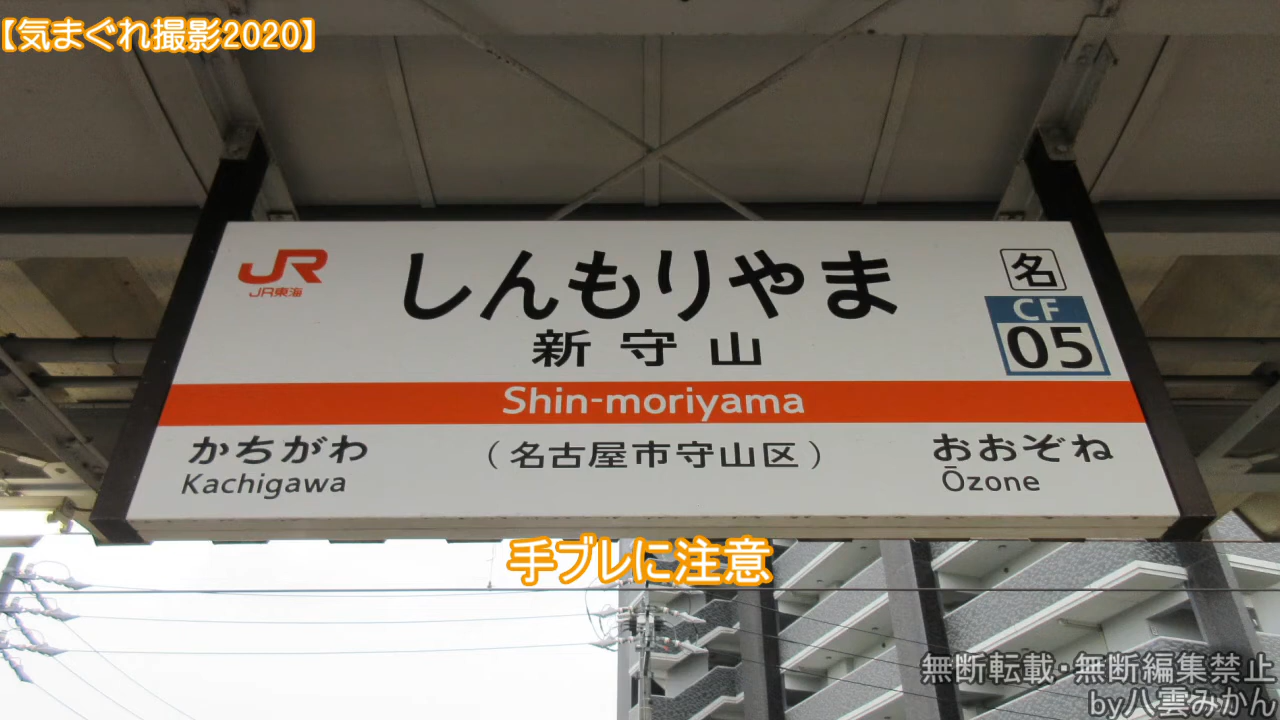 【気まぐれ撮影2020】
JR
JR東海
しんもりやま
名
新守山
CF
05
Shin-moriyama
かちがわ
Kachigawa
（名古屋市守山区）
おおぞね
Ōzone
手ブレに注意
無断転載・無断編集禁止
by八雲みかん